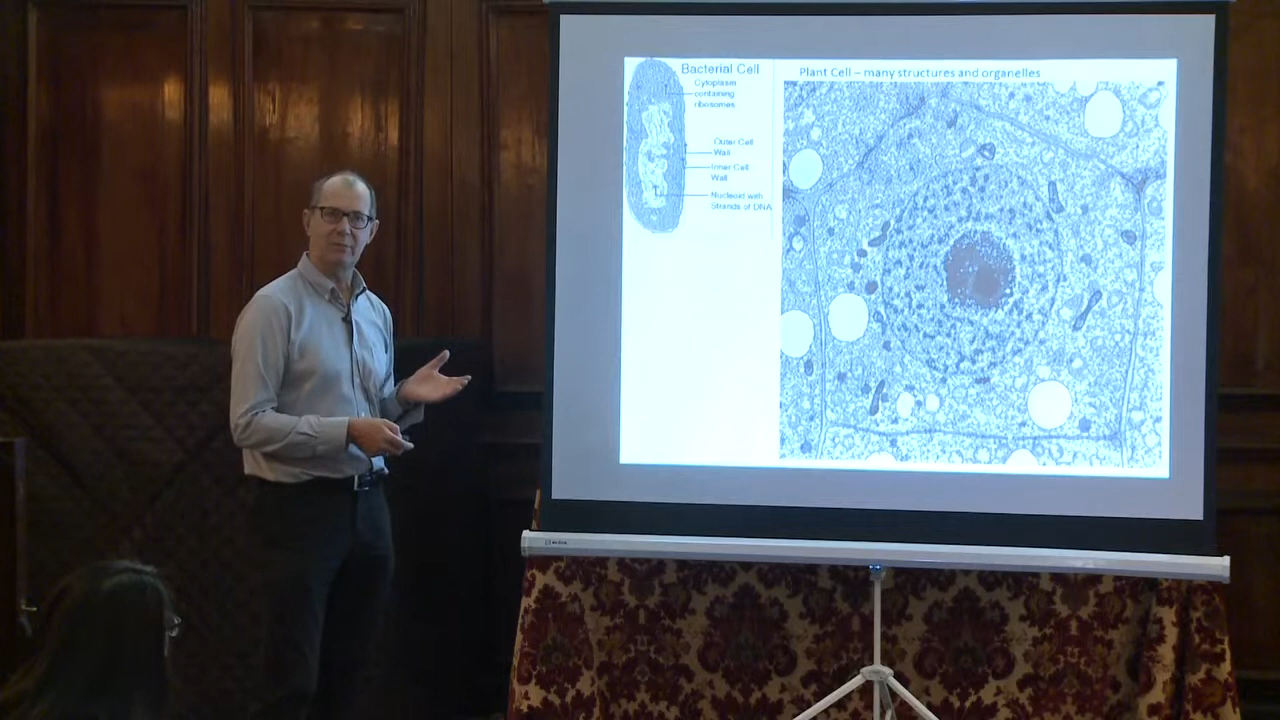 Bacterial Cell
Cytoplasm
containing
ribosomes
Outer Cell
Wall
Inner Cell
Wall
Nucleoid with
Strands of DNA
Plant Cell – many structures and organelles